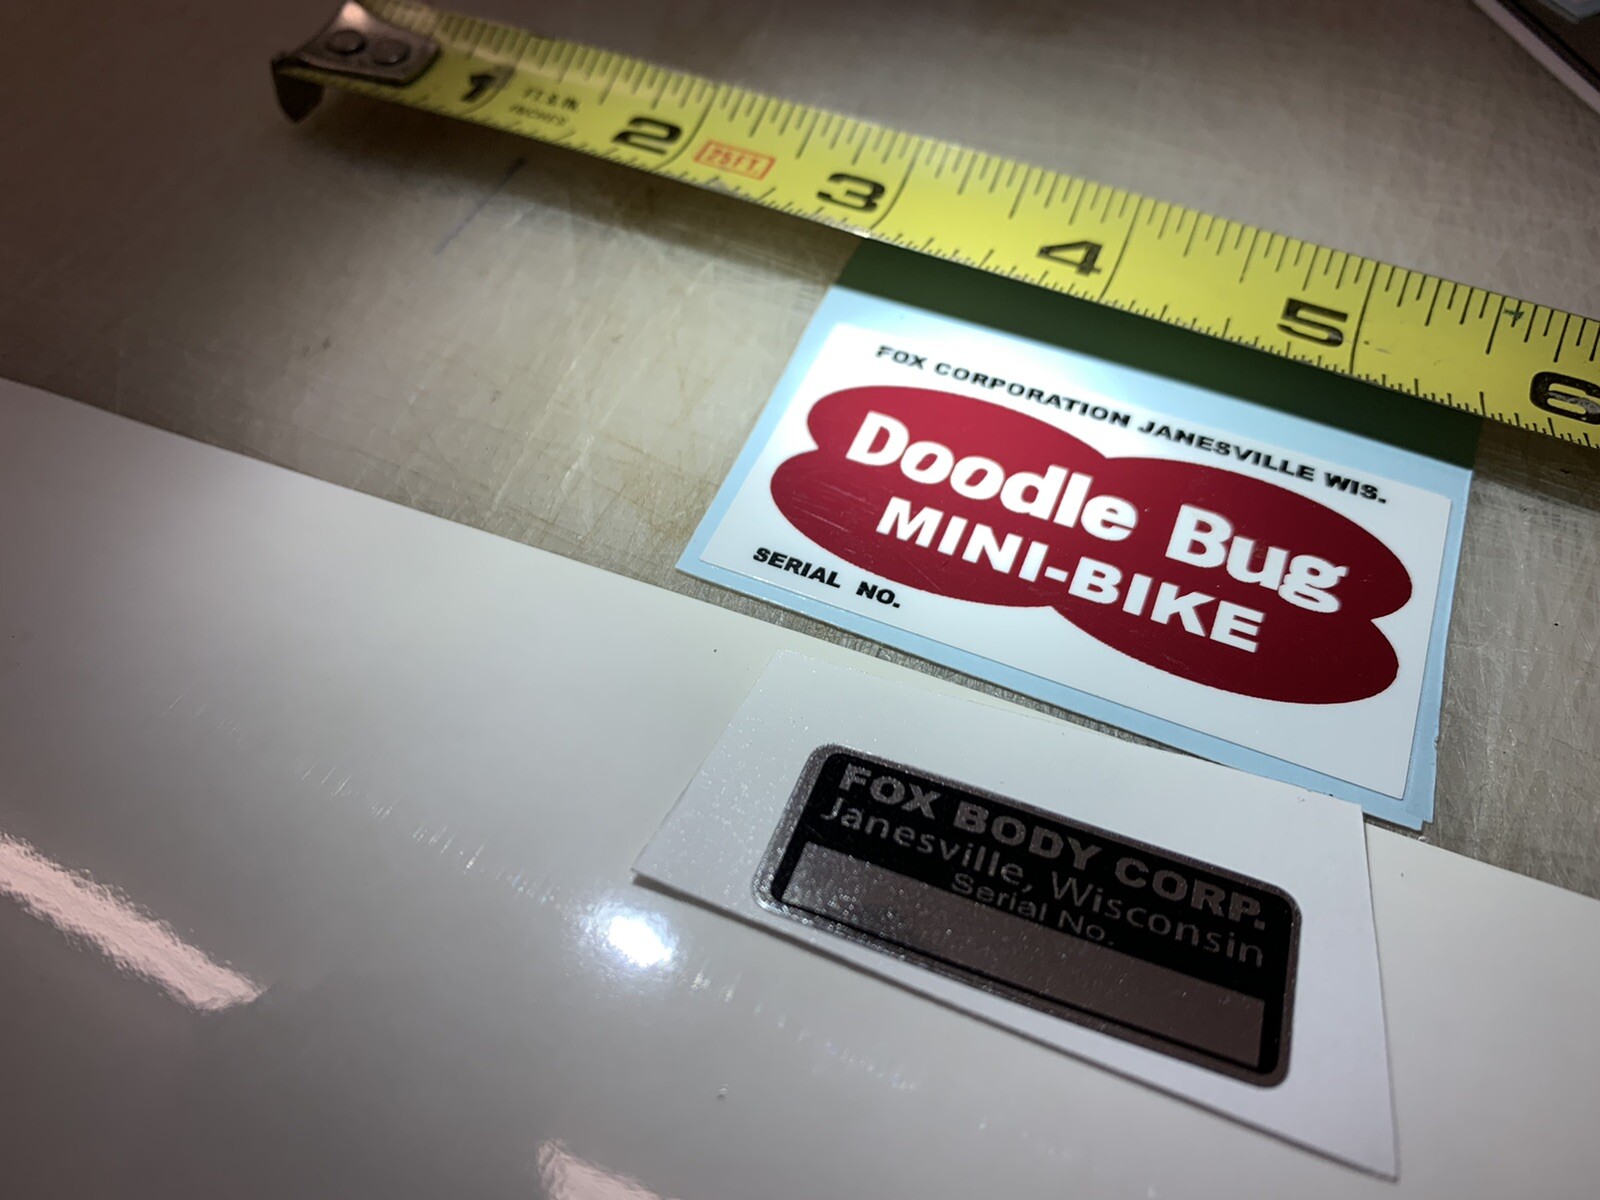 1
2
25FT.
3
4
5
6
FOX CORPORATION JANESVILLE WIS.
Doodle Bug
MINI-BIKE
SERIAL NO.
FOX BODY CORP.
Janesville, Wisconsin
Serial No.